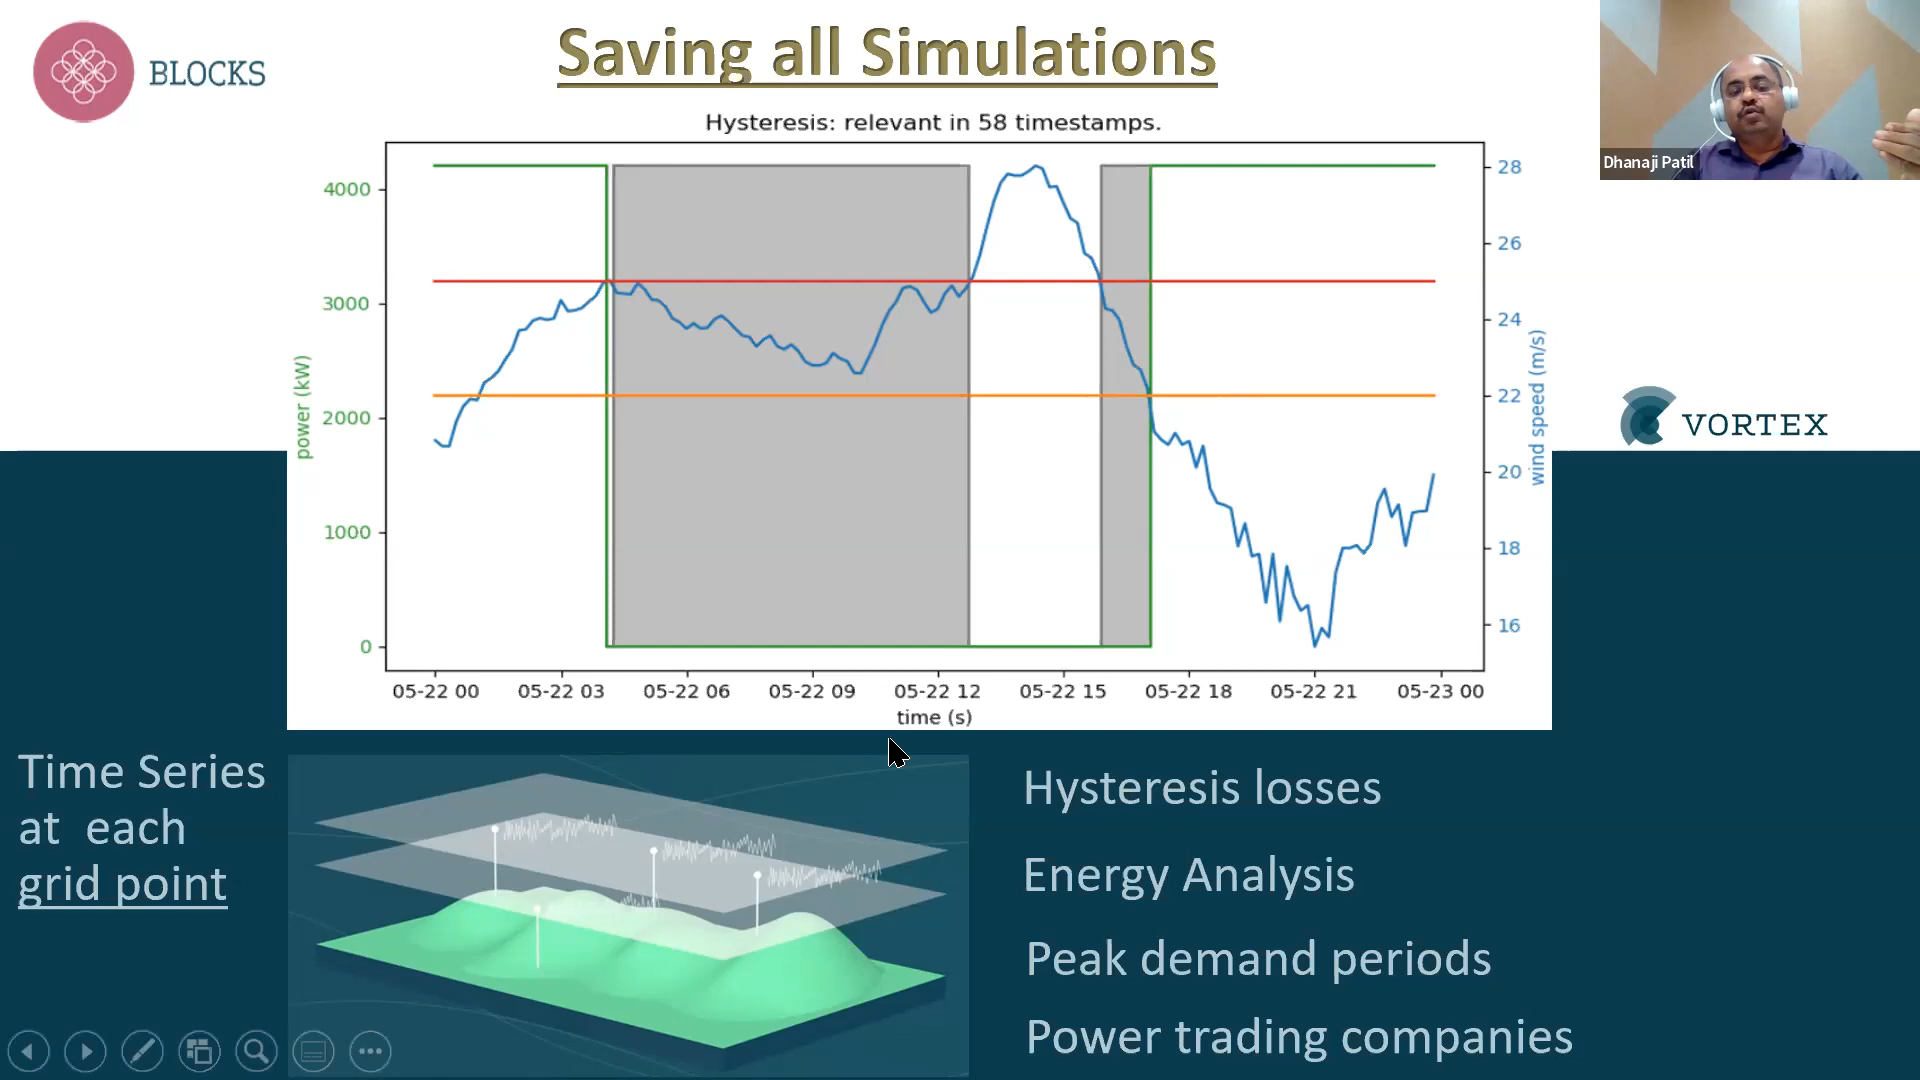 BLOCKS
Saving all Simulations
Dhanaji Patil
Hysteresis: relevant in 58 timestamps.
4000
3000
2000
1000
0
power (kW)
28
26
24
22
20
18
16
wind speed (m/s)
05-22 00 05-22 03 05-22 06 05-22 09 05-22 12 05-22 15 05-22 18 05-22 21 05-23 00
time (s)
VORTEX
Time Series
at each
grid point
Hysteresis losses
Energy Analysis
Peak demand periods
Power trading companies